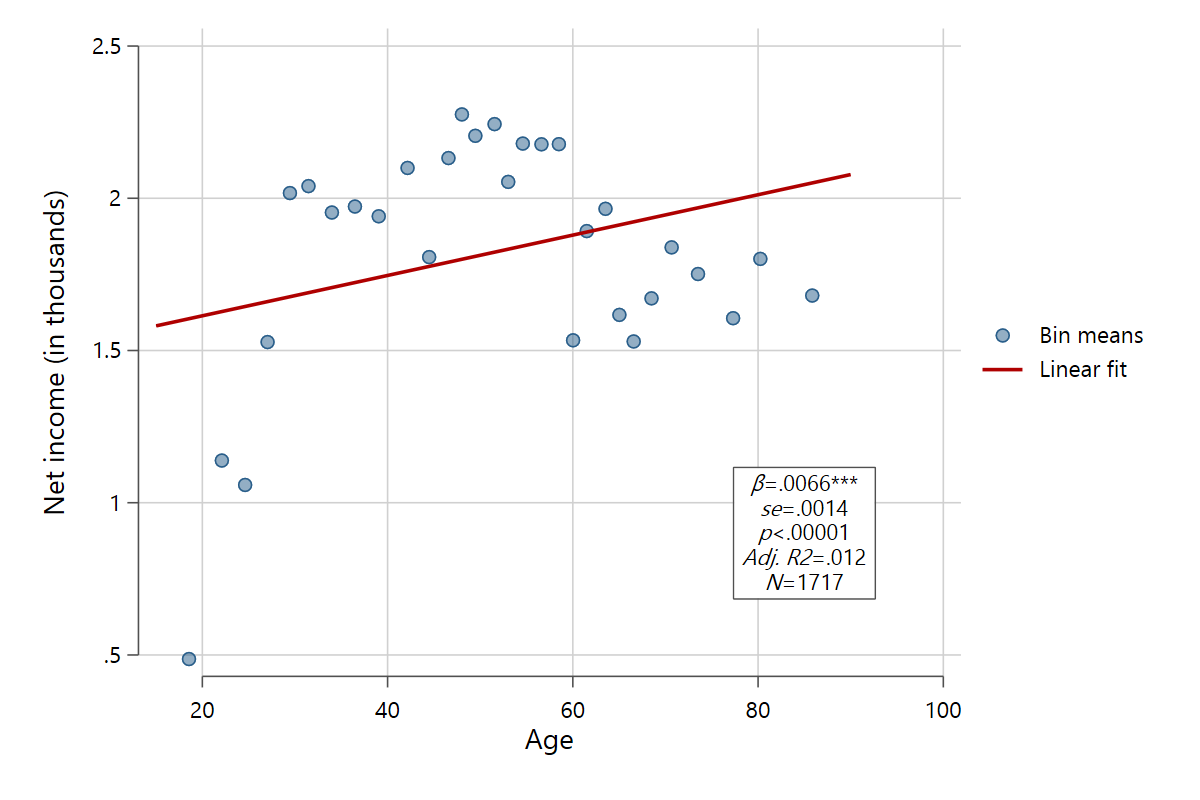 2.5
2
1.5
1
.5
Net income (in thousands)
20 40 60 80 100
Age
Bin means
Linear fit
β=.0066***
se=.0014
p<.00001
Adj. R2=.012
N=1717